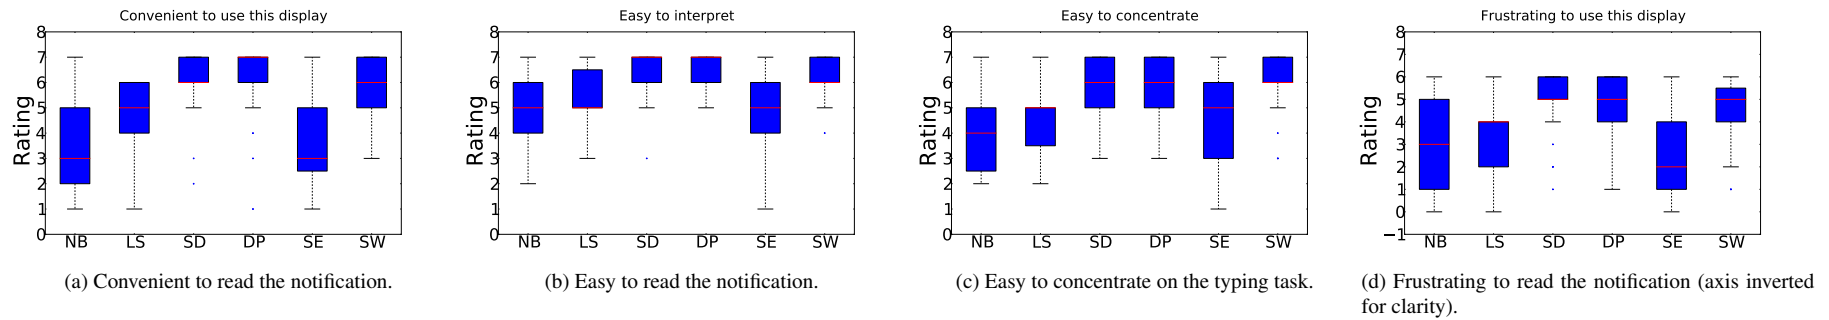 Convenient to use this display
Rating
8
7
6
5
4
3
2
1
0
NB LS SD DP SE SW
(a) Convenient to read the notification.
Easy to interpret
Rating
8
7
6
5
4
3
2
1
0
NB LS SD DP SE SW
(b) Easy to read the notification.
Easy to concentrate
Rating
8
7
6
5
4
3
2
1
0
NB LS SD DP SE SW
(c) Easy to concentrate on the typing task.
Frustrating to use this display
Rating
8
7
6
5
4
3
2
1
0
−1
NB LS SD DP SE SW
(d) Frustrating to read the notification (axis inverted
for clarity).